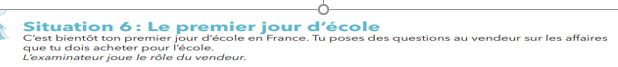 Situation 6 : Le premier jour d'école
C'est bientôt ton premier jour d'école en France. Tu poses des questions au vendeur sur les affaires
que tu dois acheter pour l'école.
L'examinateur joue le rôle du vendeur.